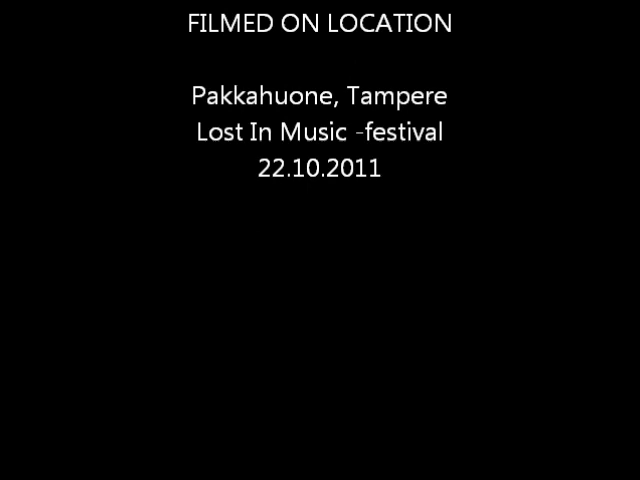 FILMED ON LOCATION
Pakkahuone, Tampere
Lost In Music -festival
22.10.2011